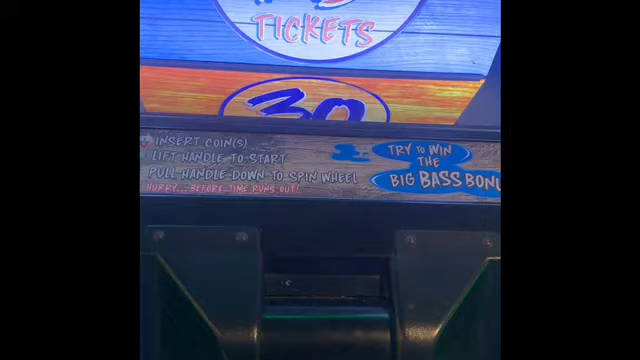 TICKETS
30
INSERT COIN(S)
LIFT HANDLE TO START
PULL HANDLE DOWN TO SPIN WHEEL
HURRY... BEFORE TIME RUNS OUT!
TRY TO WIN
THE
BIG BASS BONU